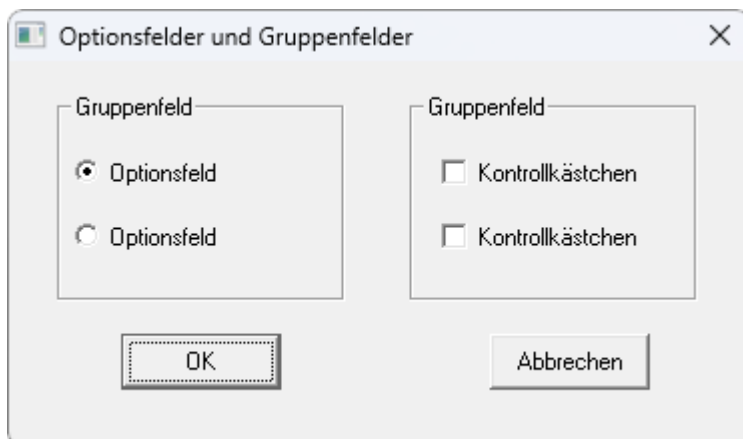 Optionsfelder und Gruppenfelder
Gruppenfeld
Optionsfeld
Optionsfeld
Gruppenfeld
Kontrollkästchen
Kontrollkästchen
OK
Abbrechen